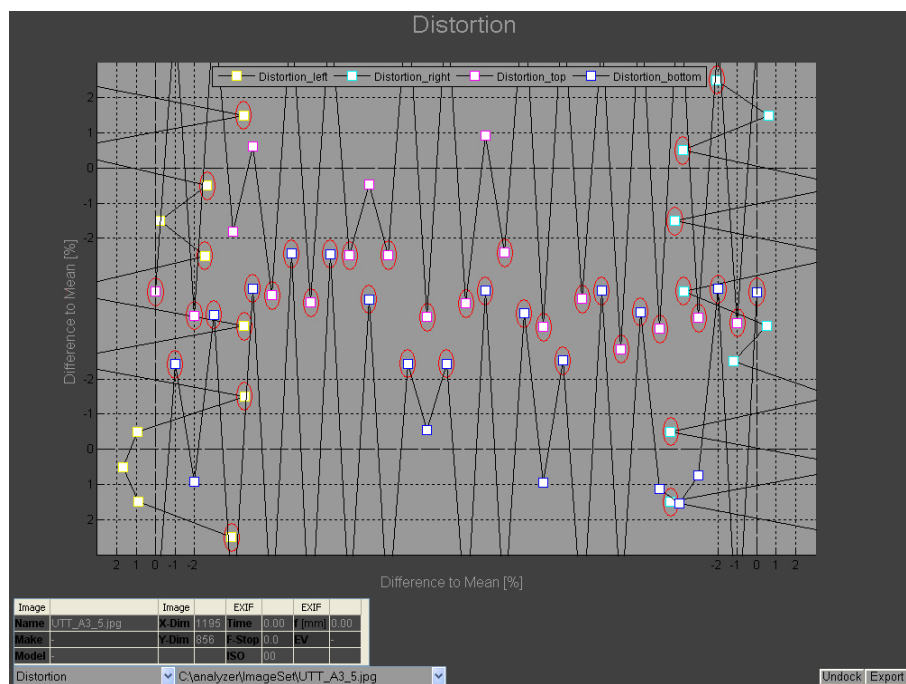 Distortion
Distortion_left Distortion_right Distortion_top Distortion_bottom
2
1
0
-1
-2
Difference to Mean [%]
-2
-1
0
1
2
2 1 0 -1 -2 -2 -1 0 1 2
Difference to Mean [%]
Image Image EXIF EXIF
Name UTT_A3_5.jpg X-Dim 1195 Time 0.00 f [mm] 0.00
Make - Y-Dim 856 F-Stop 0.0 EV -
Model - ISO 00
Distortion C:\analyzer\ImageSet\UTT_A3_5.jpg Undock Export